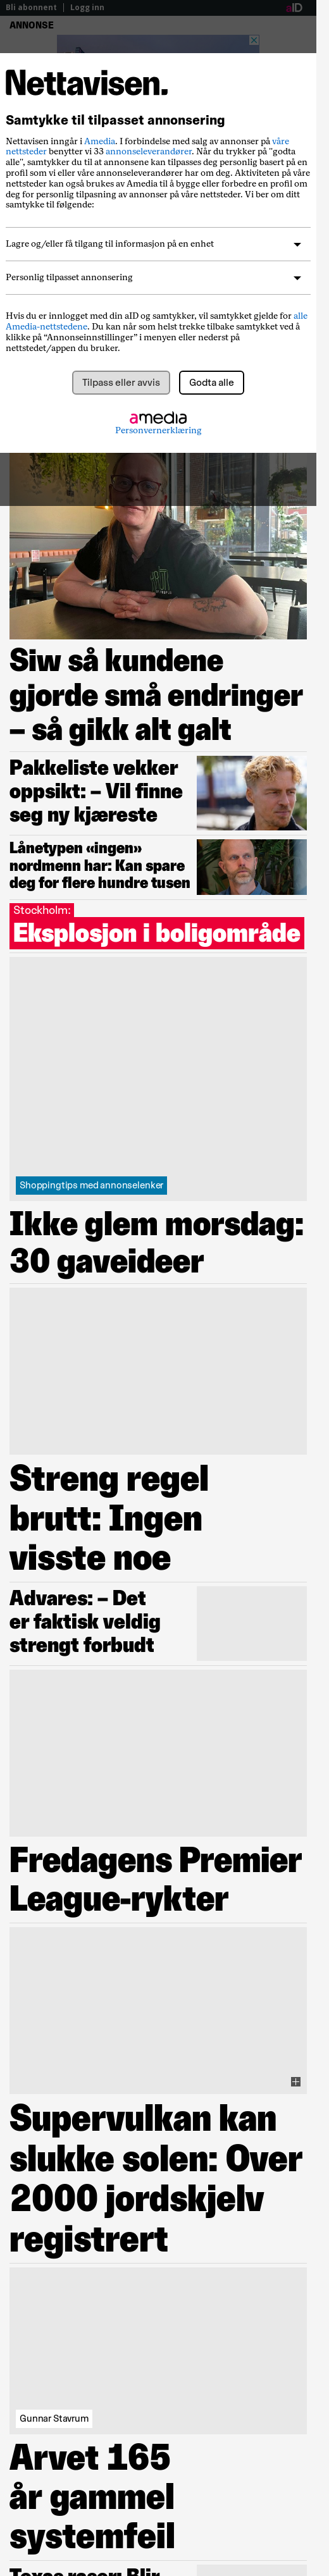 Bli abonnent | Logg inn aID
ANNONSE
Nettavisen.
Samtykke til tilpasset annonsering
Nettavisen ingår i Amedia. I forbindelse med salg av annonser på våre
nettsteder benytter vi 33 annonseleverandører. Når du trykker på "godta
alle", samtykker du til at annonsene tilpasses deg personlig basert på en
profil som vi eller våre annonseleverandører har om deg. Aktiviteten på våre
nettsteder kan også brukes av Amedia til å bygge eller forbedre en profil om
deg for personlig tilpasning av annonser på våre nettsteder. Vi ber om ditt
samtykke til følgende:
Lagre og/eller få tilgang til informasjon på en enhet
Personlig tilpasset annonsering
Hvis du er innlogget med din aID og samtykker, vil samtykket gjelde for alle
Amedia-nettstedene. Du kan når som helst trekke tilbake samtykket ved å
klikke på “Annonseinnstillinger” i menyen eller nederst på
nettstedet/appen du bruker.
Tilpass eller avvis
Godta alle
amedia
Personvernerklæring
Siw så kundene
gjorde små endringer
– så gikk alt galt
Pakkeliste vekker
oppsikt: – Vil finne
seg ny kjæreste
Lånetypen «ingen»
nordmenn har: Kan spare
deg for flere hundre tusen
Stockholm:
Eksplosjon i boligområde
Shoppingtips med annonselenker
Ikke glem morsdag:
30 gaveideer
Streng regel
brutt: Ingen
visste noe
Advares: – Det
er faktisk veldig
strengt forbudt
Fredagens Premier
League-rykter
Supervulkan kan
slukke solen: Over
2000 jordskjelv
registrert
Gunnar Stavrum
Arvet 165
år gammel
systemfeil